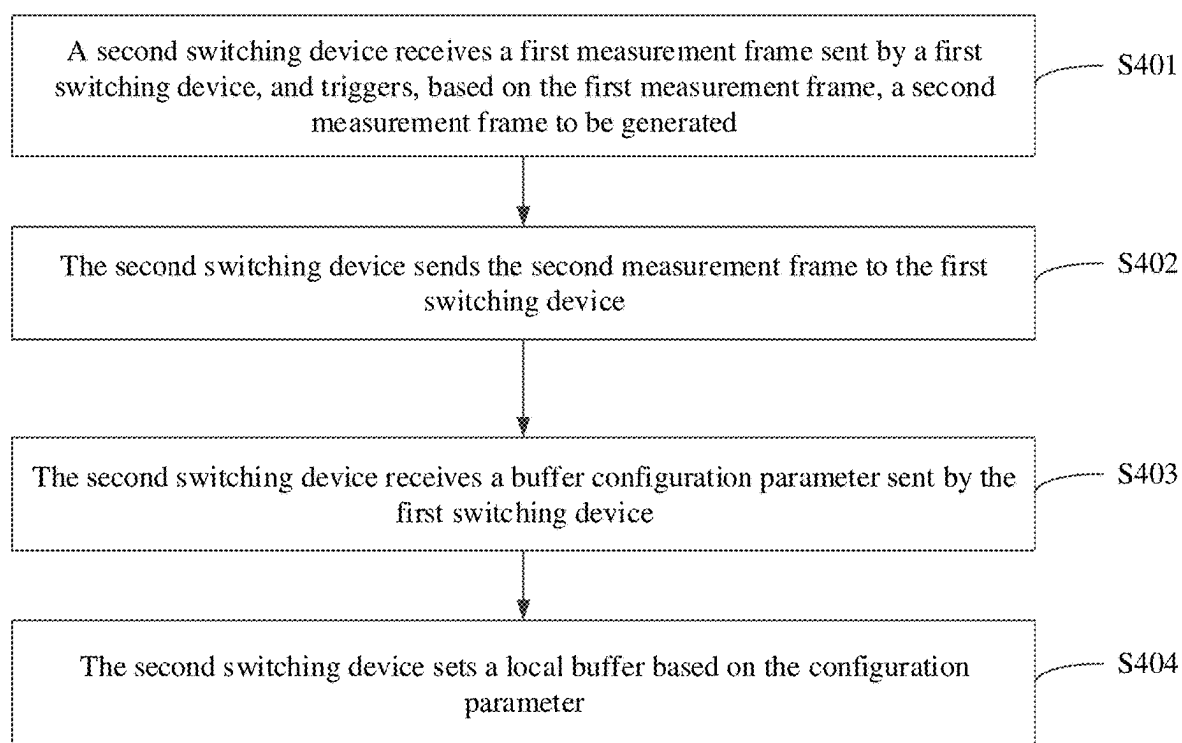 A second switching device receives a first measurement frame sent by a first
switching device, and triggers, based on the first measurement frame, a second
measurement frame to be generated
S401
The second switching device sends the second measurement frame to the first
switching device
S402
The second switching device receives a buffer configuration parameter sent by the
first switching device
S403
The second switching device sets a local buffer based on the configuration
parameter
S404